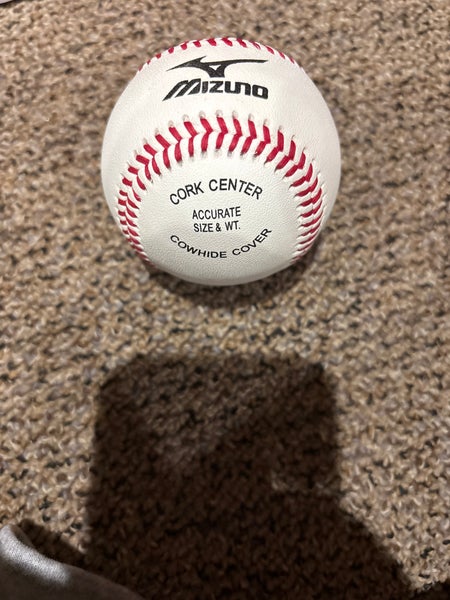 MIZUNO
CORK CENTER
ACCURATE
SIZE & WT.
COWHIDE COVER